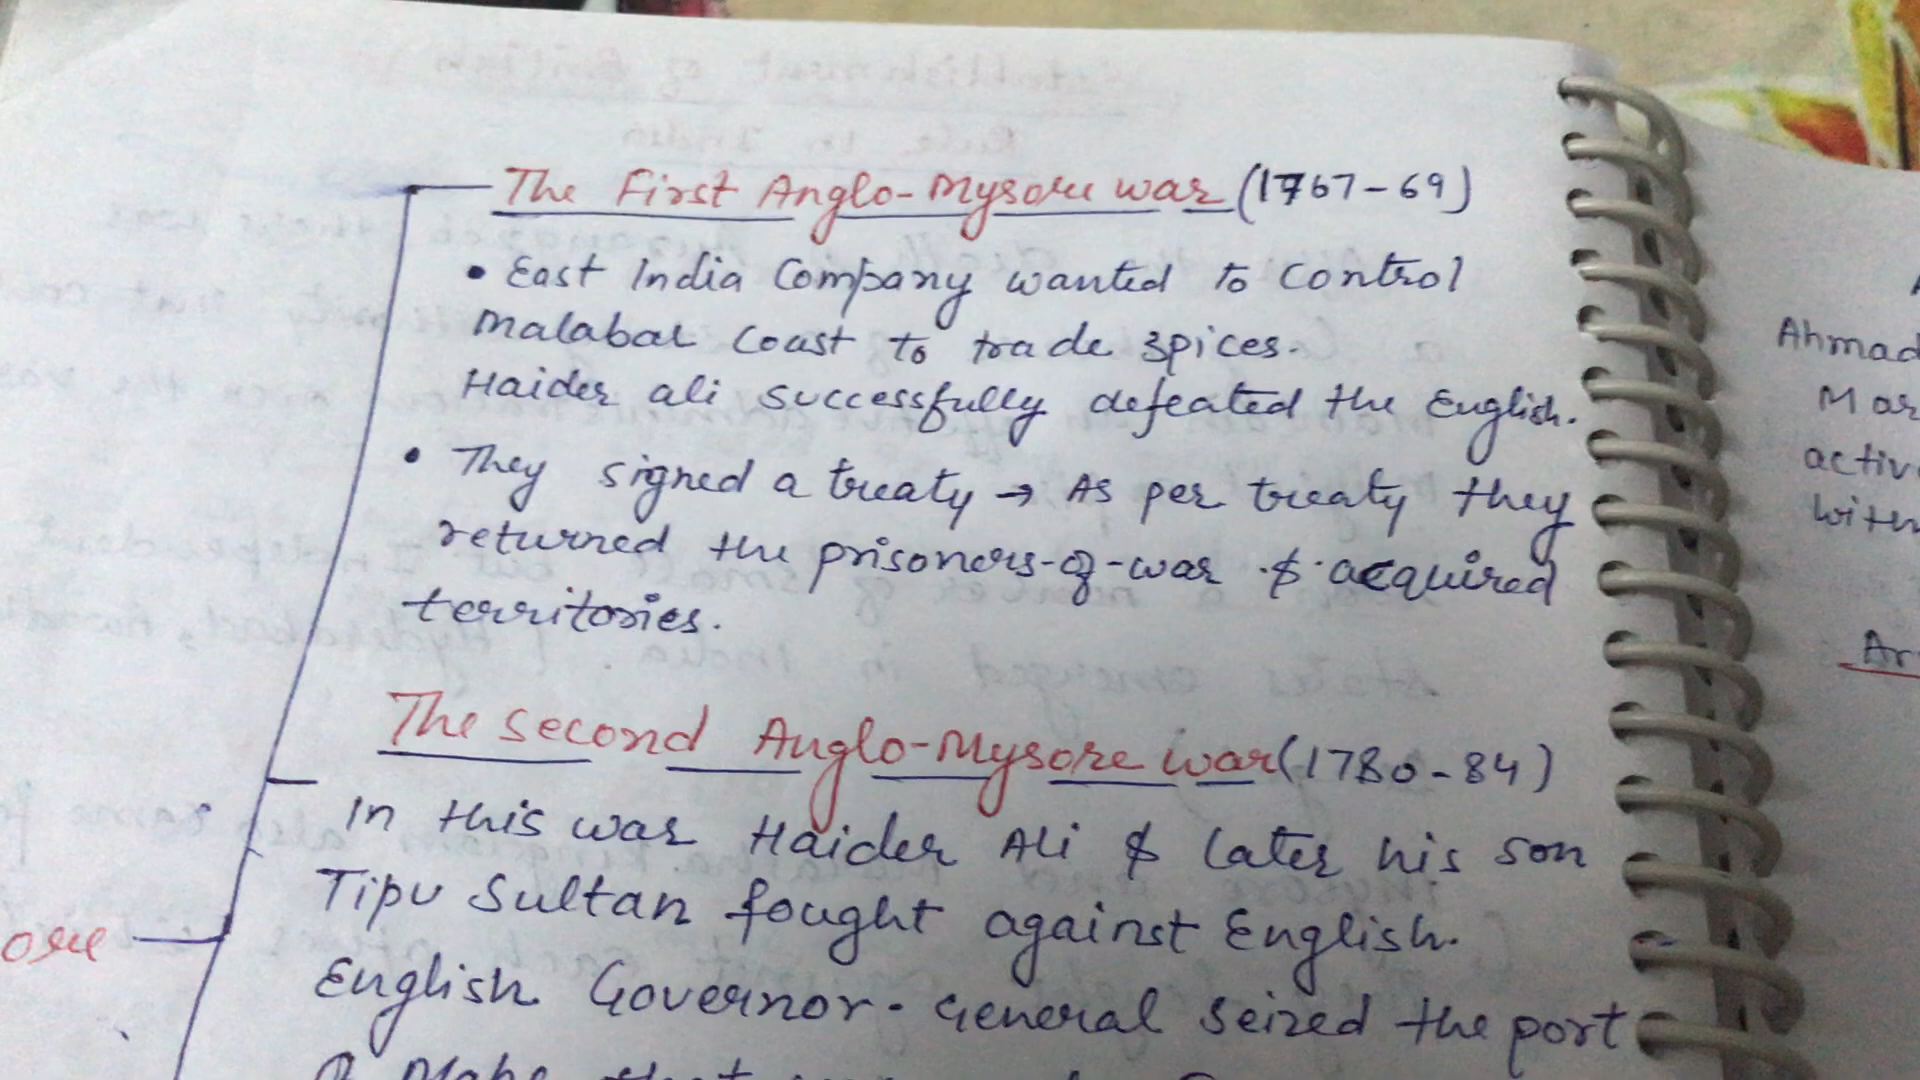 The First Anglo-Mysore war (1767-69)
• East India Company wanted to control
Malabar Coast to trade spices.
Haider ali successfully defeated the English.
• They signed a treaty → As per treaty they
returned the prisoners-of-war & acquired
territories.
The second Anglo-Mysore war (1780-84)
In this war Haider Ali & later his son
Tipu Sultan fought against English.
ore
English Governor-General seized the port
Ahmad
Mar
activ
with
Ar